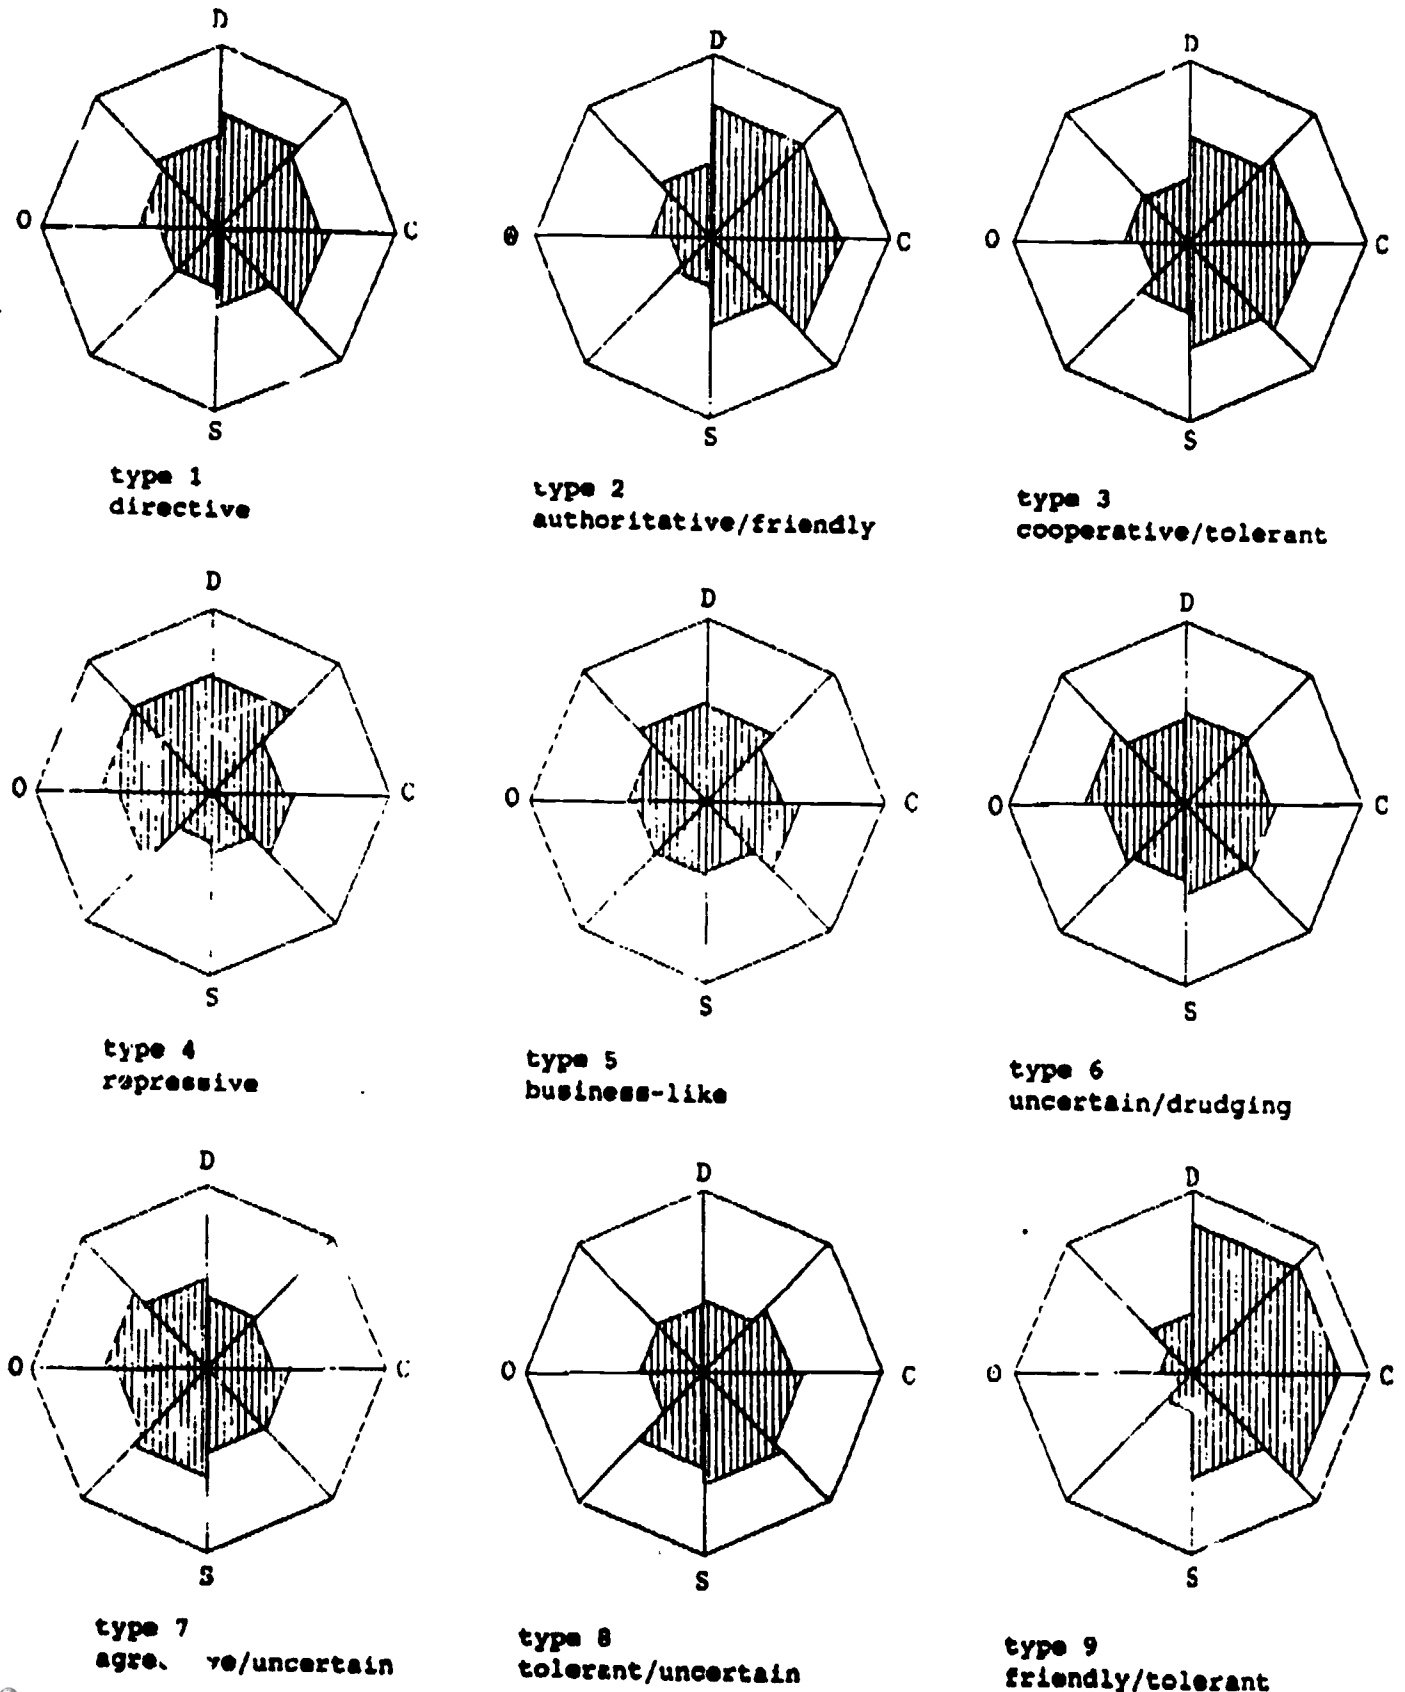 D
D
D
O
C
O
C
O
C
S
S
S
type 1
directive
type 2
authoritative/friendly
type 3
cooperative/tolerant
D
D
D
O
C
O
C
O
C
S
S
S
type 4
repressive
type 5
business-like
type 6
uncertain/drudging
D
D
D
O
C
O
C
O
C
S
S
S
type 7
/uncertain
type 8
tolerant/uncertain
type 9
friendly/tolerant